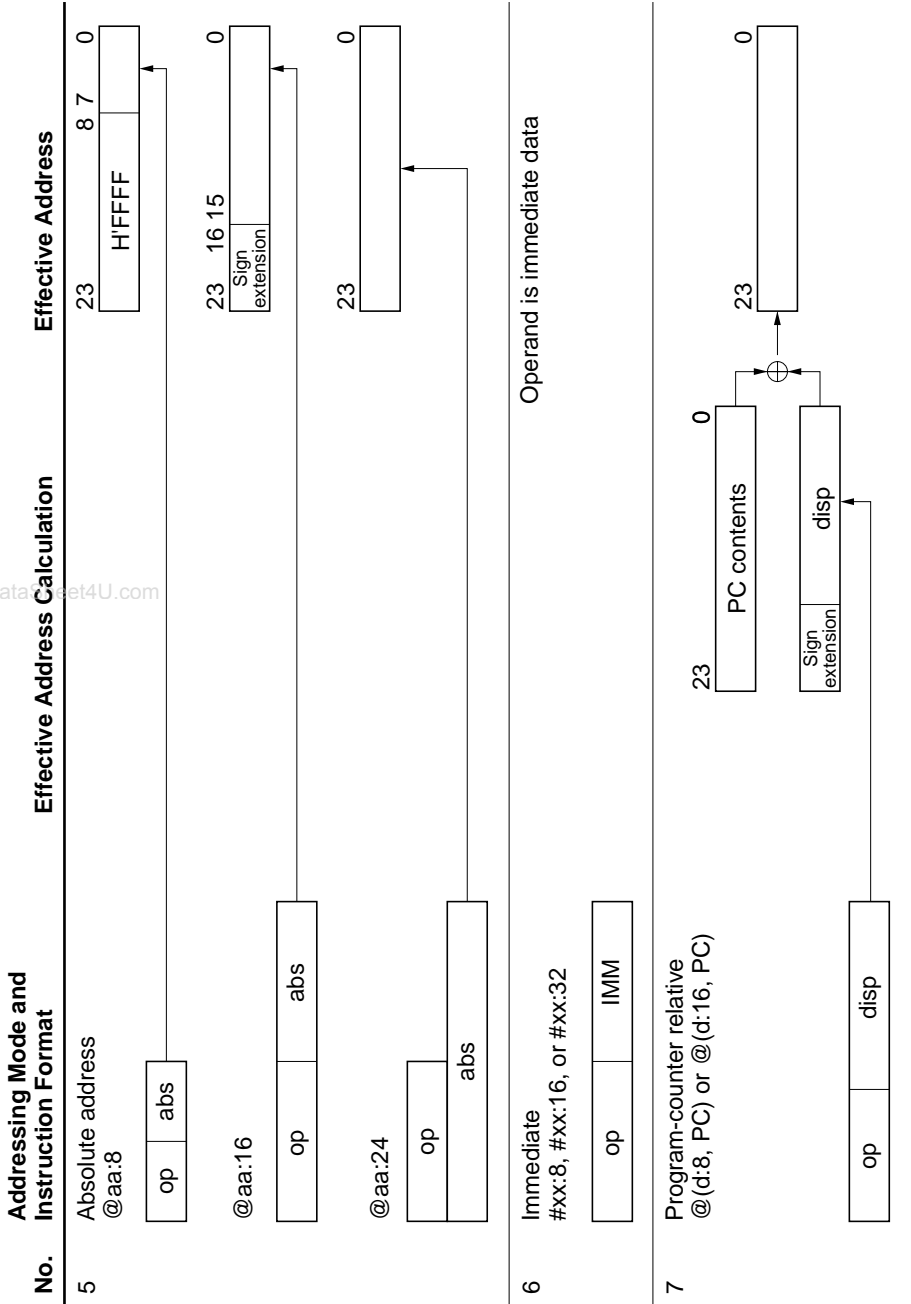 No.
Addressing Mode and
Instruction Format
Effective Address Calculation
Effective Address
5
Absolute address
@aa:8
op abs
23 8 7 0
H'FFFF
@aa:16
op abs
23 16 15 0
Sign
extension
@aa:24
op
abs
23 0
6
Immediate
#xx:8, #xx:16, or #xx:32
op IMM
Operand is immediate data
7
Program-counter relative
@(d:8, PC) or @(d:16, PC)
op disp
23 0
PC contents
Sign
extension
disp
23 0
ataSheet4U.com